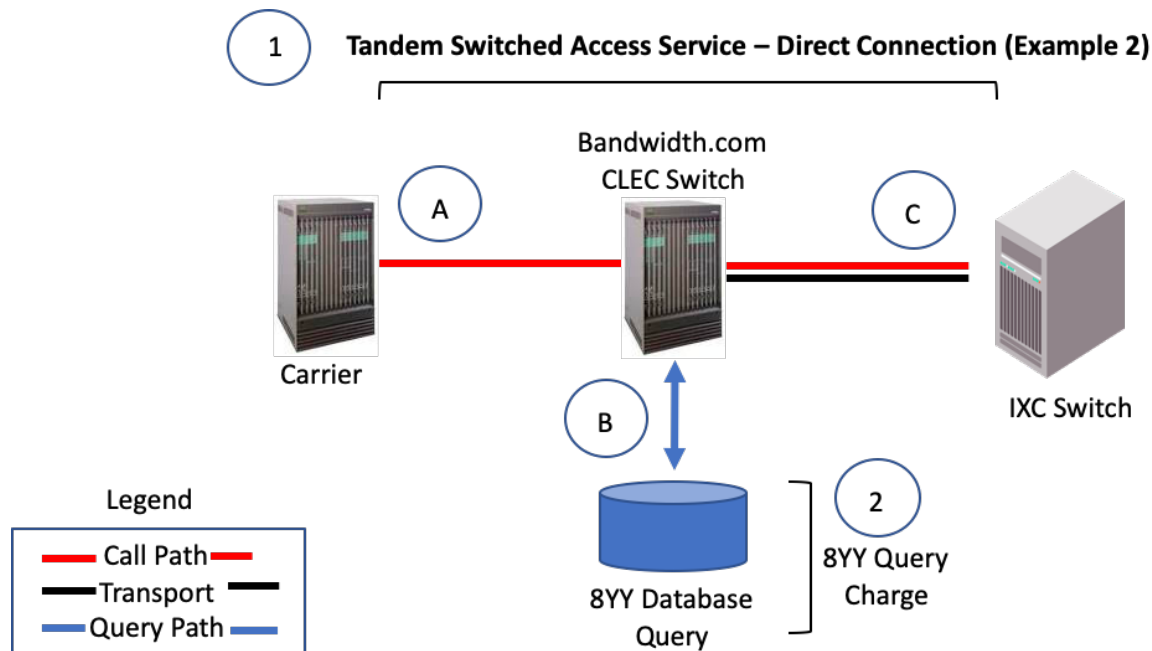 1
Tandem Switched Access Service – Direct Connection (Example 2)
Bandwidth.com
CLEC Switch
A
C
Carrier
IXC Switch
B
2
8YY Database
Query
8YY Query
Charge
Legend
Call Path
Transport
Query Path